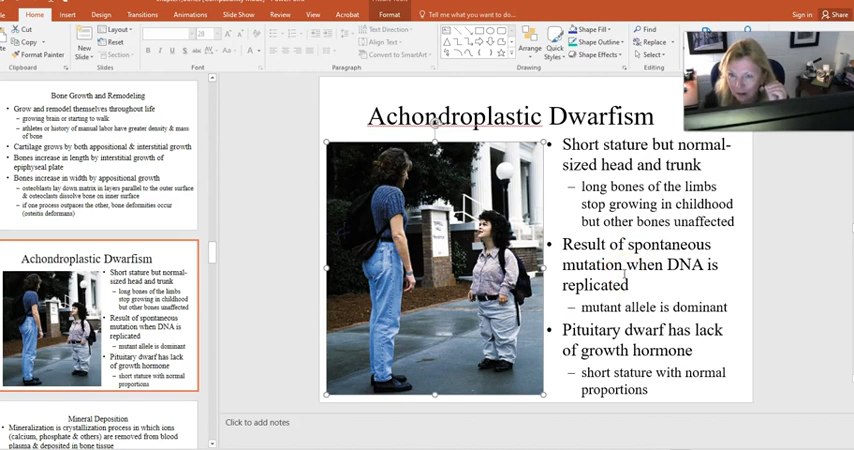 Home Insert Design Transitions Animations Slide Show Review View Acrobat Format Tell me what you want to do... Sign in Share
Cut
Copy
Format Painter
Clipboard
New
Slide
Layout
Reset
Section
Slides
28
B I U S abc
Font
Text Direction
Align Text
Convert to SmartArt
Paragraph
Arrange
Quick
Styles
Shape Fill
Shape Outline
Shape Effects
Drawing
Find
Replace
Select
Editing
Bone Growth and Remodeling
• Grow and remodel themselves throughout life
– growing brain or starting to walk
– athletes or history of manual labor have greater density & mass
of bone
• Cartilage grows by both appositional & interstitial growth
• Bones increase in length by interstitial growth of
epiphyseal plate
• Bones increase in width by appositional growth
– osteoblasts lay down matrix in layers parallel to the outer surface
& osteoclasts dissolve bone on inner surface
– if one process outpaces the other, bone deformities occur
(osteitis deformans)
Achondroplastic Dwarfism
• Short stature but normal-
sized head and trunk
– long bones of the limbs
stop growing in childhood
but other bones unaffected
• Result of spontaneous
mutation when DNA is
replicated
– mutant allele is dominant
• Pituitary dwarf has lack
of growth hormone
– short stature with normal
proportions
Mineral Deposition
• Mineralization is crystallization process in which ions
(calcium, phosphate & others) are removed from blood
plasma & deposited in bone tissue
Achondroplastic Dwarfism
• Short stature but normal-
sized head and trunk
– long bones of the limbs
stop growing in childhood
but other bones unaffected
• Result of spontaneous
mutation when DNA is
replicated
– mutant allele is dominant
• Pituitary dwarf has lack
of growth hormone
– short stature with normal
proportions
Click to add notes